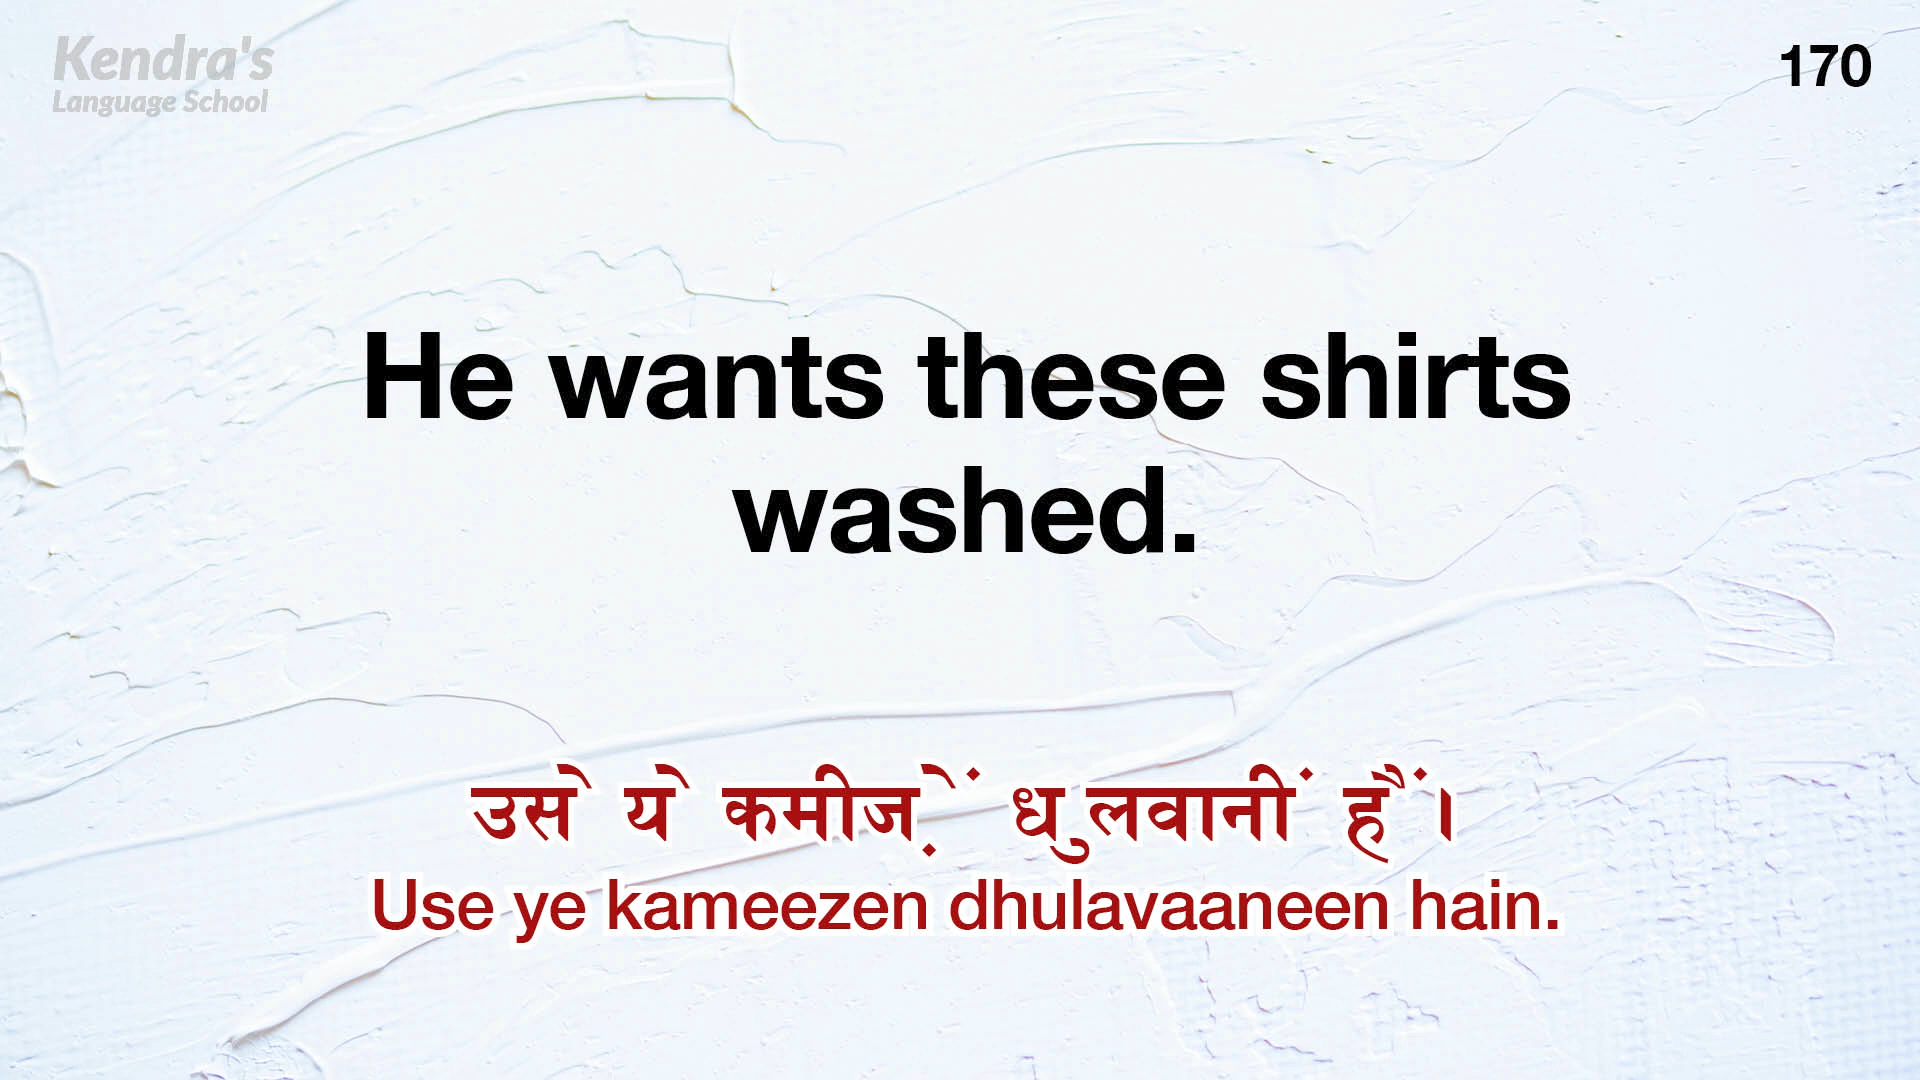 Kendra's
Language School
170
He wants these shirts
washed.
उसे ये कमीज़ें धुलवानीं हैं।
Use ye kameezen dhulavaaneen hain.